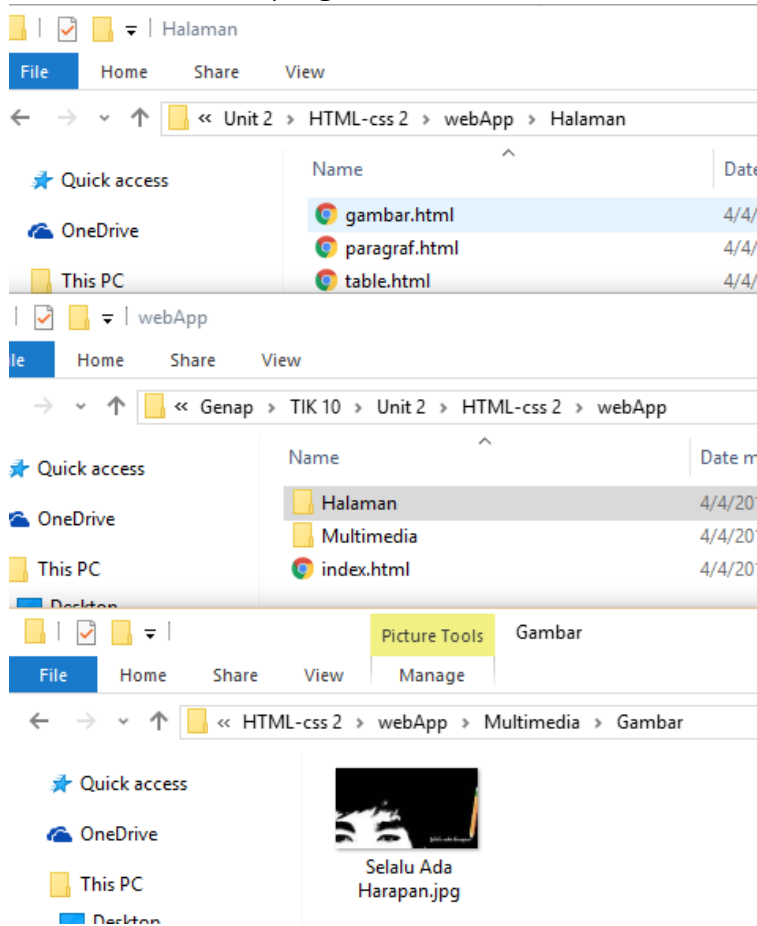 Halaman
File Home Share View
« Unit 2 › HTML-css 2 › webApp › Halaman
Name Date
Quick access
gambar.html 4/4/
OneDrive
paragraf.html 4/4/
This PC
table.html 4/4/
webApp
le Home Share View
« Genap › TIK 10 › Unit 2 › HTML-css 2 › webApp
Name Date m
Quick access
Halaman 4/4/20
OneDrive
Multimedia 4/4/20
This PC
index.html 4/4/20
Desktop
Picture Tools Gambar
File Home Share View Manage
« HTML-css 2 › webApp › Multimedia › Gambar
Quick access
OneDrive
Selalu Ada
Harapan.jpg
This PC
Desktop